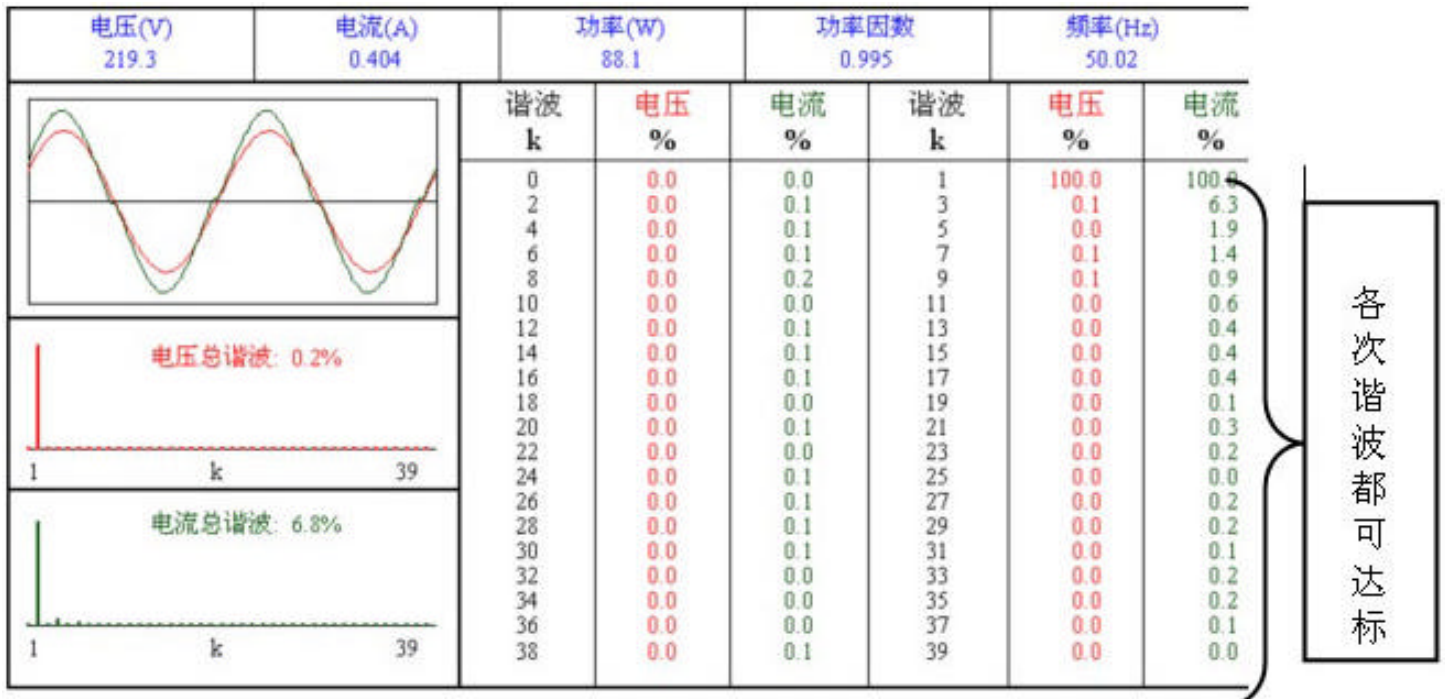 电压(V) 电流(A) 功率(W) 功率因数 频率(Hz)
219.3 0.404 88.1 0.995 50.02
谐波 电压 电流 谐波 电压 电流
k % % k % %
0 0.0 0.0 1 100.0 100.0
2 0.0 0.1 3 0.1 6.3
4 0.0 0.1 5 0.0 1.9
6 0.0 0.1 7 0.1 1.4
8 0.0 0.2 9 0.1 0.9
10 0.0 0.0 11 0.0 0.6
12 0.0 0.1 13 0.0 0.4
14 0.0 0.1 15 0.0 0.4
16 0.0 0.1 17 0.0 0.4
18 0.0 0.0 19 0.0 0.1
20 0.0 0.1 21 0.0 0.3
22 0.0 0.0 23 0.0 0.2
24 0.0 0.1 25 0.0 0.0
26 0.0 0.1 27 0.0 0.2
28 0.0 0.1 29 0.0 0.2
30 0.0 0.1 31 0.0 0.1
32 0.0 0.0 33 0.0 0.2
34 0.0 0.0 35 0.0 0.2
36 0.0 0.0 37 0.0 0.1
38 0.0 0.1 39 0.0 0.0
电压总谐波: 0.2%
1 k 39
电流总谐波: 6.8%
1 k 39
各次谐波都可达标